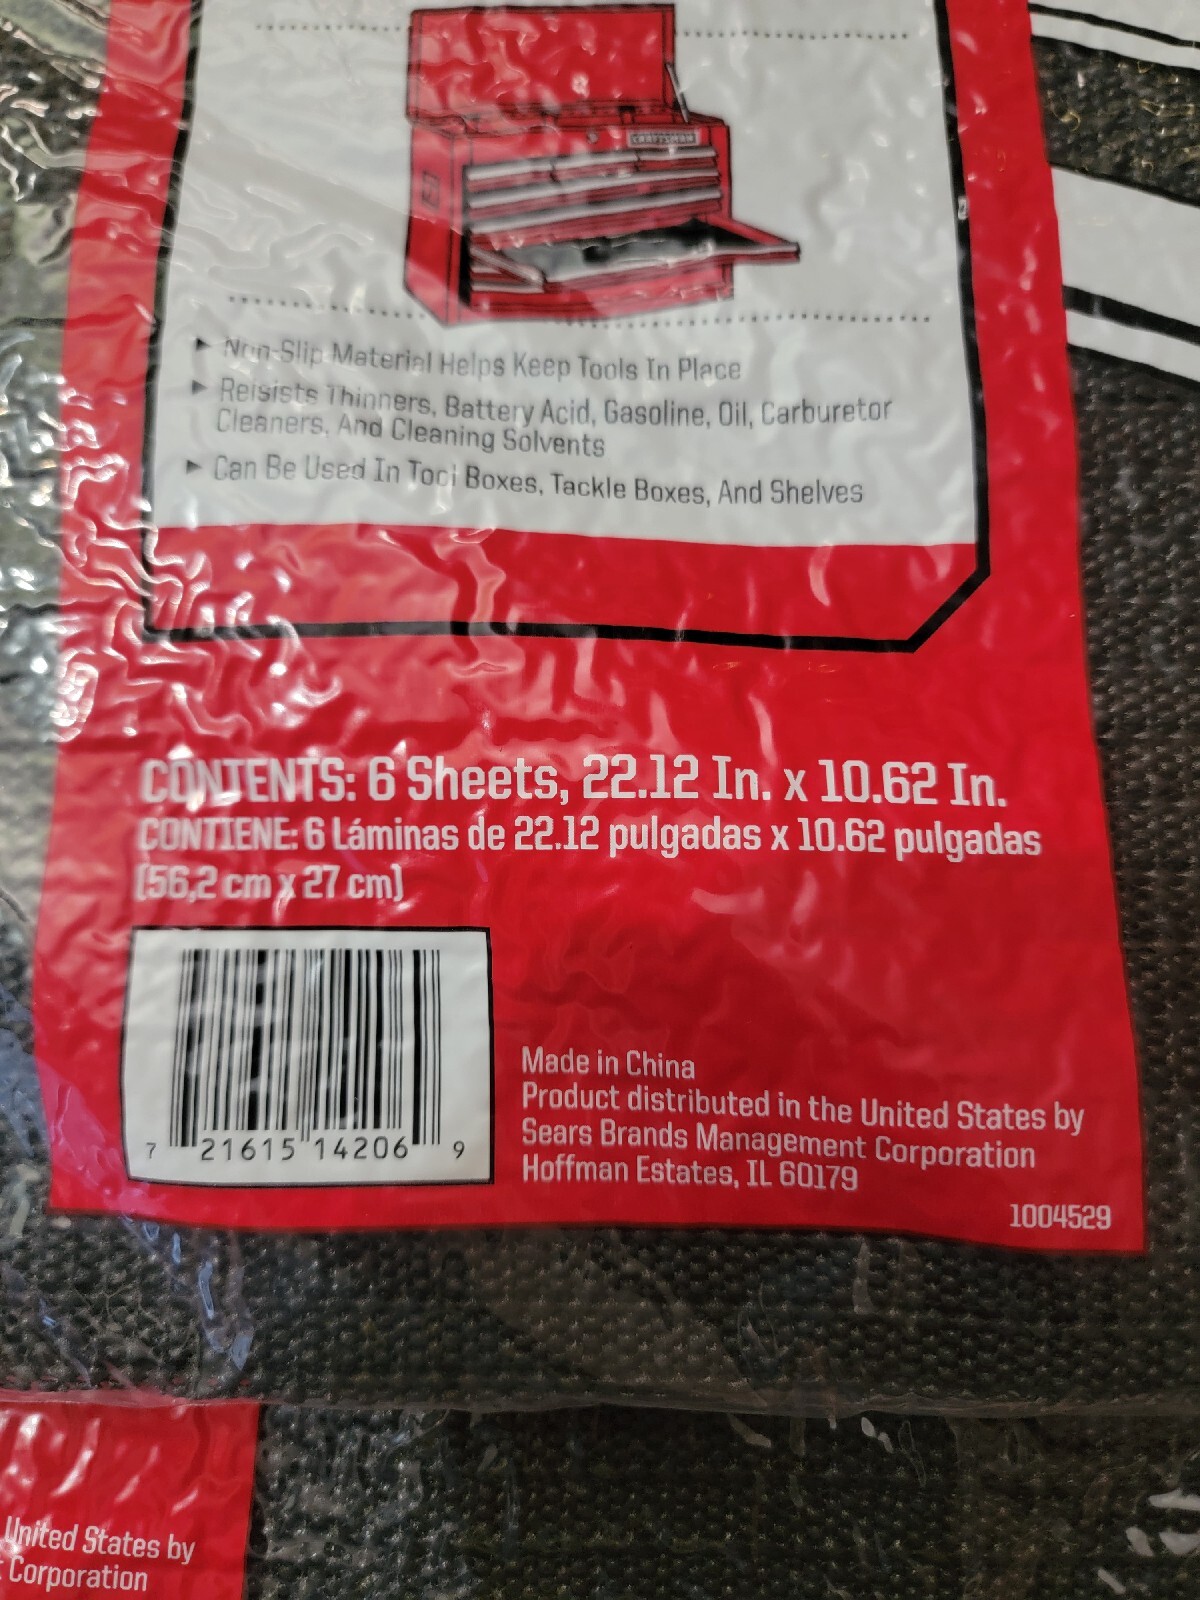 CRAFTSMAN
Non-Slip Material Helps Keep Tools In Place
Reisists Thinners, Battery Acid, Gasoline, Oil, Carburetor
Cleaners, And Cleaning Solvents
Can Be Used In Tool Boxes, Tackle Boxes, And Shelves
CONTENTS: 6 Sheets, 22.12 In. x 10.62 In.
CONTIENE: 6 Láminas de 22.12 pulgadas x 10.62 pulgadas
(56,2 cm x 27 cm)
7 21615 14206 9
Made in China
Product distributed in the United States by
Sears Brands Management Corporation
Hoffman Estates, IL 60179
1004529
United States by
Corporation